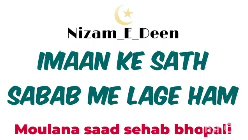 Nizam_E_Deen
IMAAN KE SATH
SABAB ME LAGE HAM
Moulana saad sehab bhopali